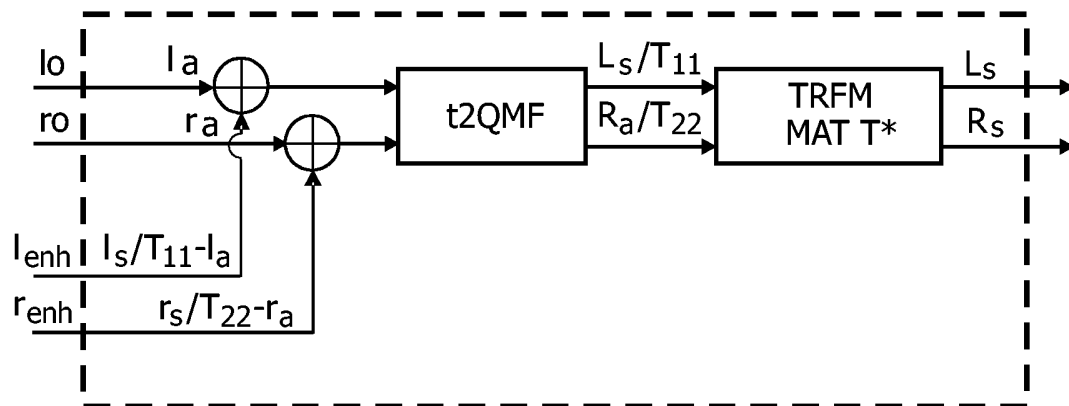 lo
la
ro
ra
t2QMF
Ls/T11
Ra/T22
TRFM
MAT T*
Ls
Rs
lenh
ls/T11-la
renh
rs/T22-ra